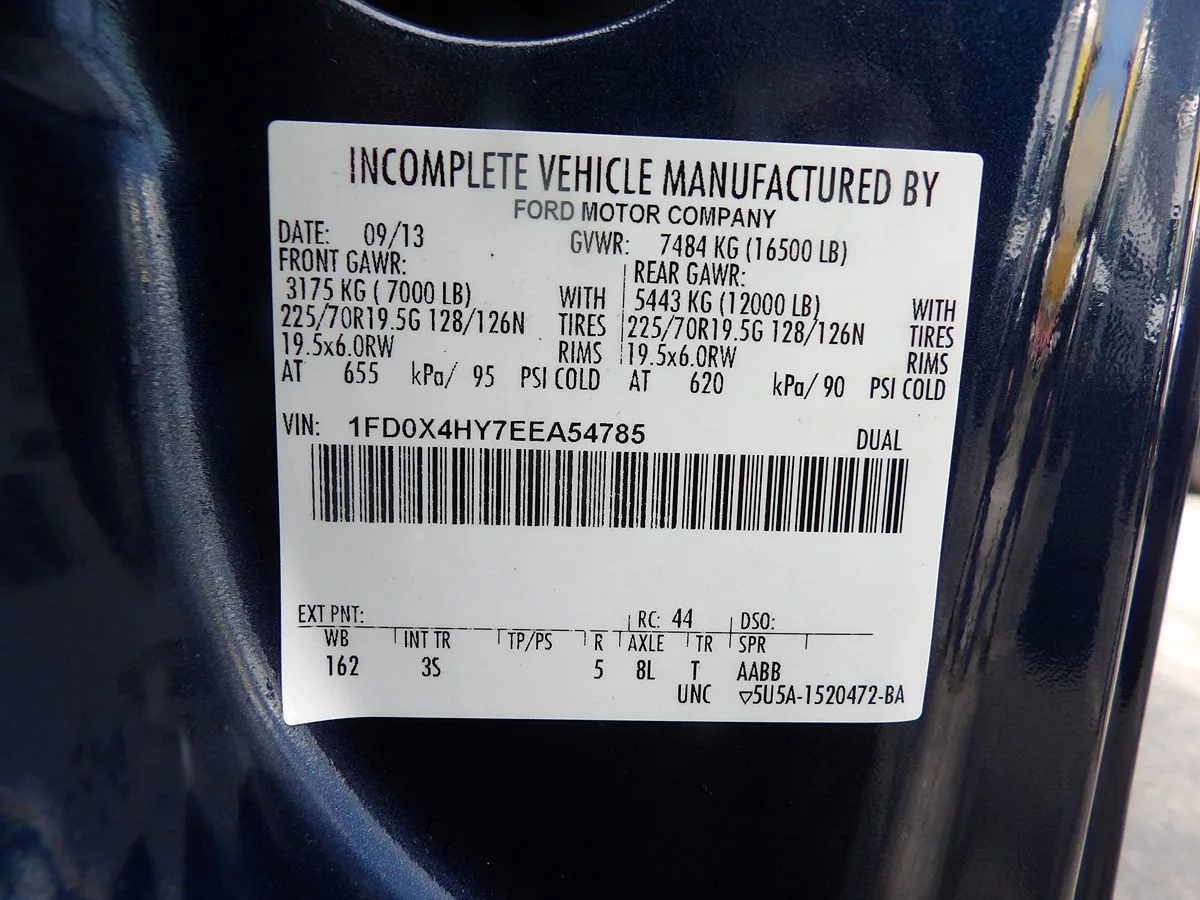 INCOMPLETE VEHICLE MANUFACTURED BY
FORD MOTOR COMPANY
DATE: 09/13 GVWR: 7484 KG (16500 LB)
FRONT GAWR: REAR GAWR:
3175 KG ( 7000 LB) WITH 5443 KG (12000 LB) WITH
225/70R19.5G 128/126N TIRES 225/70R19.5G 128/126N TIRES
19.5x6.0RW RIMS 19.5x6.0RW RIMS
AT 655 kPa/ 95 PSI COLD AT 620 kPa/ 90 PSI COLD
VIN: 1FD0X4HY7EEA54785 DUAL
EXT PNT: RC: 44 DSO:
WB INT TR TP/PS R AXLE TR SPR
162 3S 5 8L T AABB
UNC ▽5U5A-1520472-BA